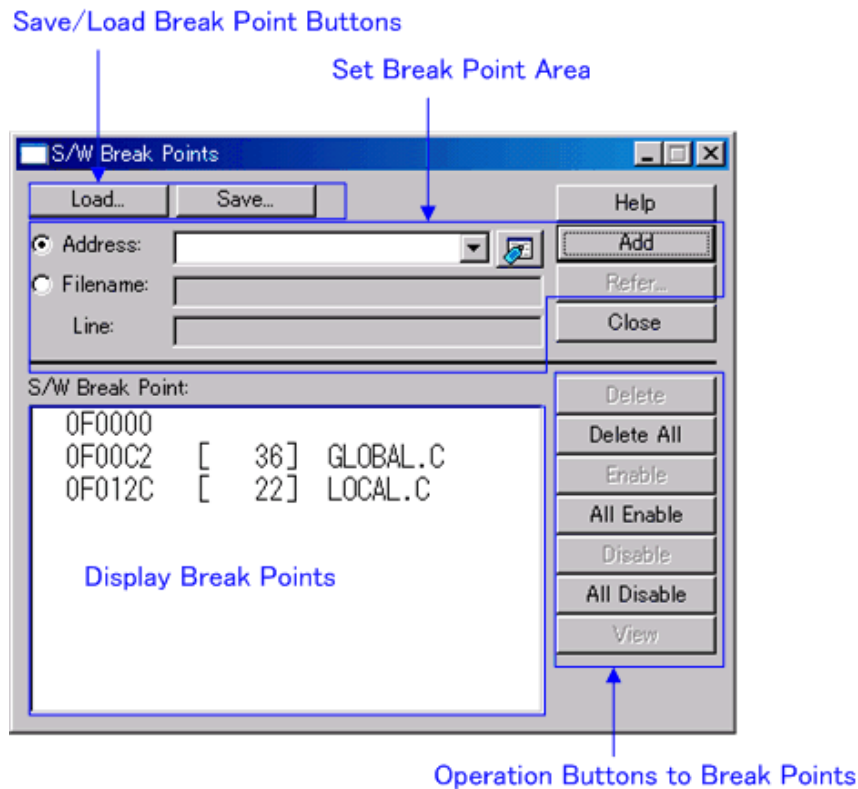 Save/Load Break Point Buttons
Set Break Point Area
S/W Break Points
Load... Save... Help
Address: Add
Filename: Refer...
Line: Close
S/W Break Point:
Delete
0F0000
Delete All
0F00C2 [ 36] GLOBAL.C
Enable
0F012C [ 22] LOCAL.C
All Enable
Disable
Display Break Points
All Disable
View
Operation Buttons to Break Points